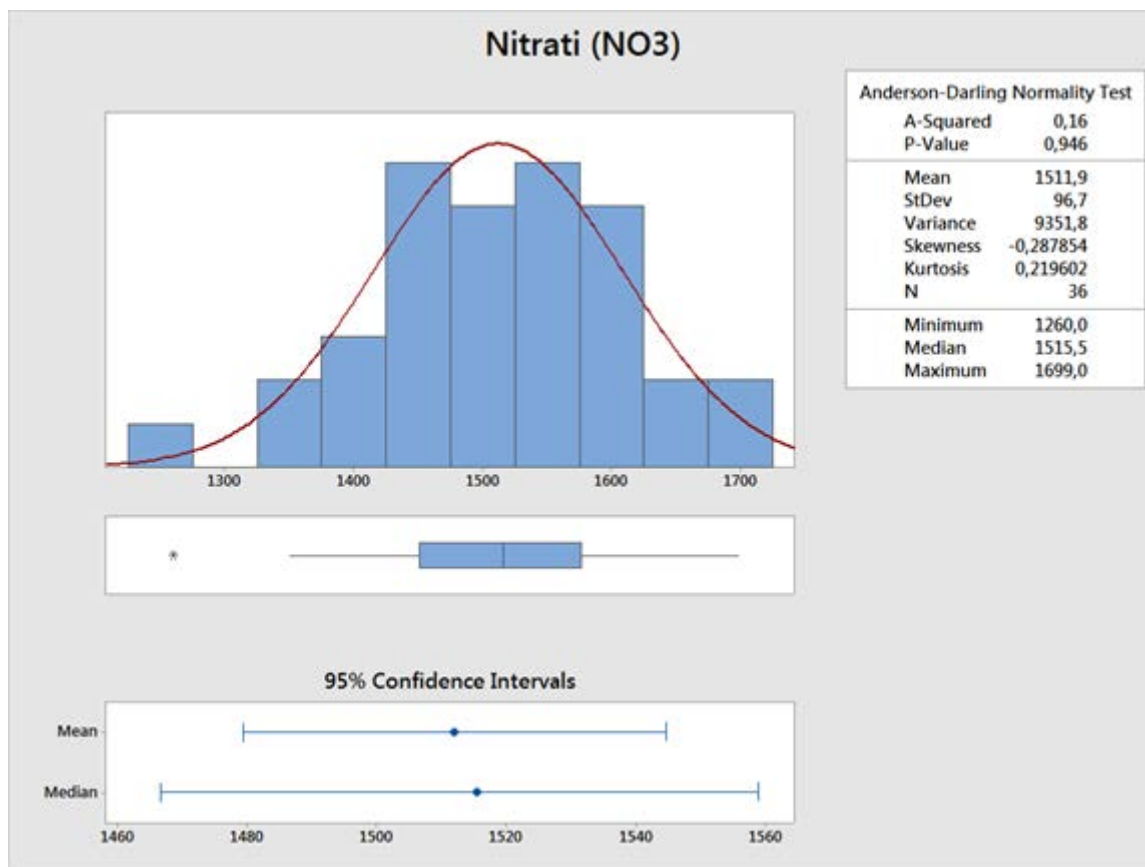 Nitrati (NO3)
Anderson-Darling Normality Test
A-Squared 0,16
P-Value 0,946
Mean 1511,9
StDev 96,7
Variance 9351,8
Skewness -0,287854
Kurtosis 0,219602
N 36
Minimum 1260,0
Median 1515,5
Maximum 1699,0
1300 1400 1500 1600 1700
*
95% Confidence Intervals
Mean
Median
1460 1480 1500 1520 1540 1560